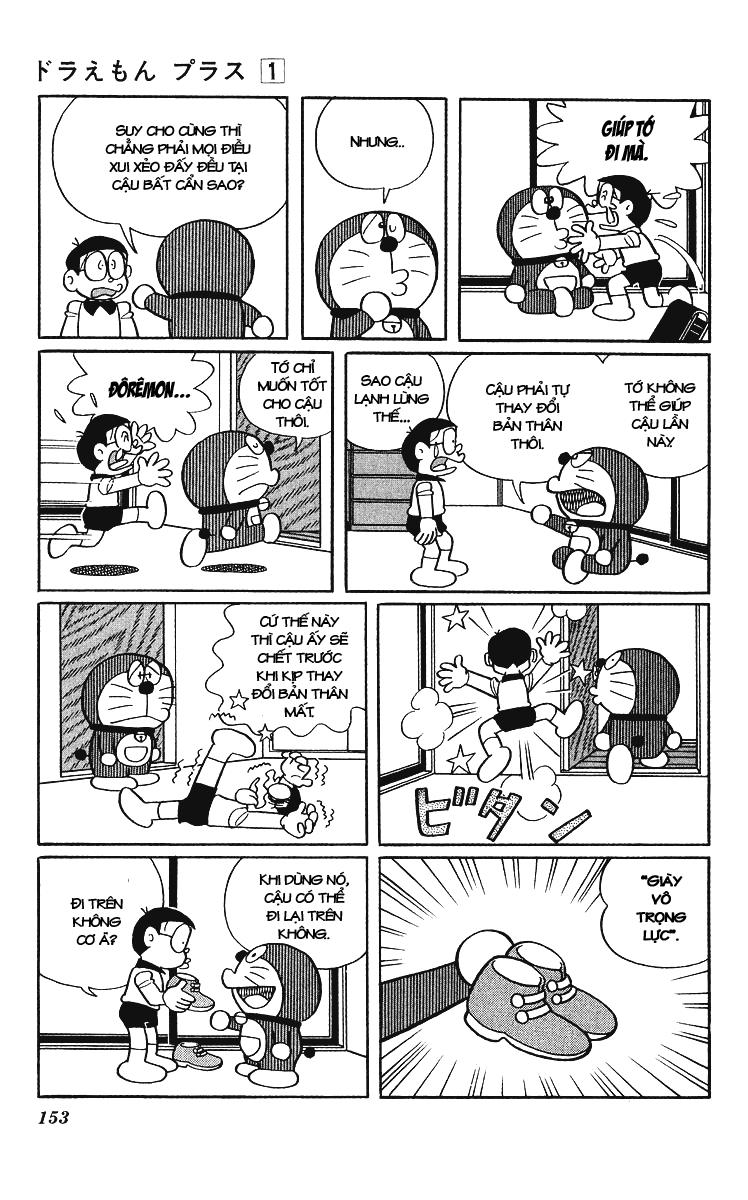 ドラえもん プラス 1
GIÚP TỚ
ĐI MÀ.
NHƯNG..
SUY CHO CÙNG THÌ
CHẲNG PHẢI MỌI ĐIỀU
XUI XẺO ĐẤY ĐỀU TẠI
CẬU BẤT CẨN SAO?
TỚ KHÔNG
THỂ GIÚP
CẬU LẦN
NÀY.
CẬU PHẢI TỰ
THAY ĐỔI
BẢN THÂN
THÔI.
SAO CẬU
LẠNH LÙNG
THẾ...
TỚ CHỈ
MUỐN TỐT
CHO CẬU
THÔI.
ĐÔRÊMON...
ビタン
CỨ THẾ NÀY
THÌ CẬU ẤY SẼ
CHẾT TRƯỚC
KHI KỊP THAY
ĐỔI BẢN THÂN
MẤT.
"GIÀY
VÔ
TRỌNG
LỰC".
KHI DÙNG NÓ,
CẬU CÓ THỂ
ĐI LẠI TRÊN
KHÔNG.
ĐI TRÊN
KHÔNG
CƠ Á?
153